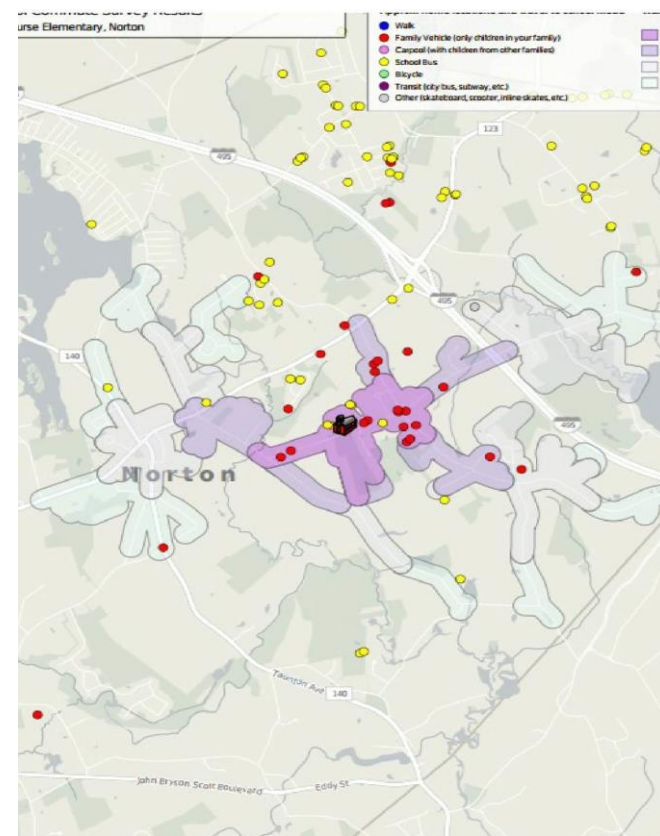 urse Elementary, Norton
Walk
Family Vehicle (only children in your family)
Carpool (with children from other families)
School Bus
Bicycle
Transit (city bus, subway, etc.)
Other (skateboard, scooter, inline skates, etc.)
123
495
495
140
495
Norton
Taunton Ave
140
John Bryson Scott Boulevard
Eddy St